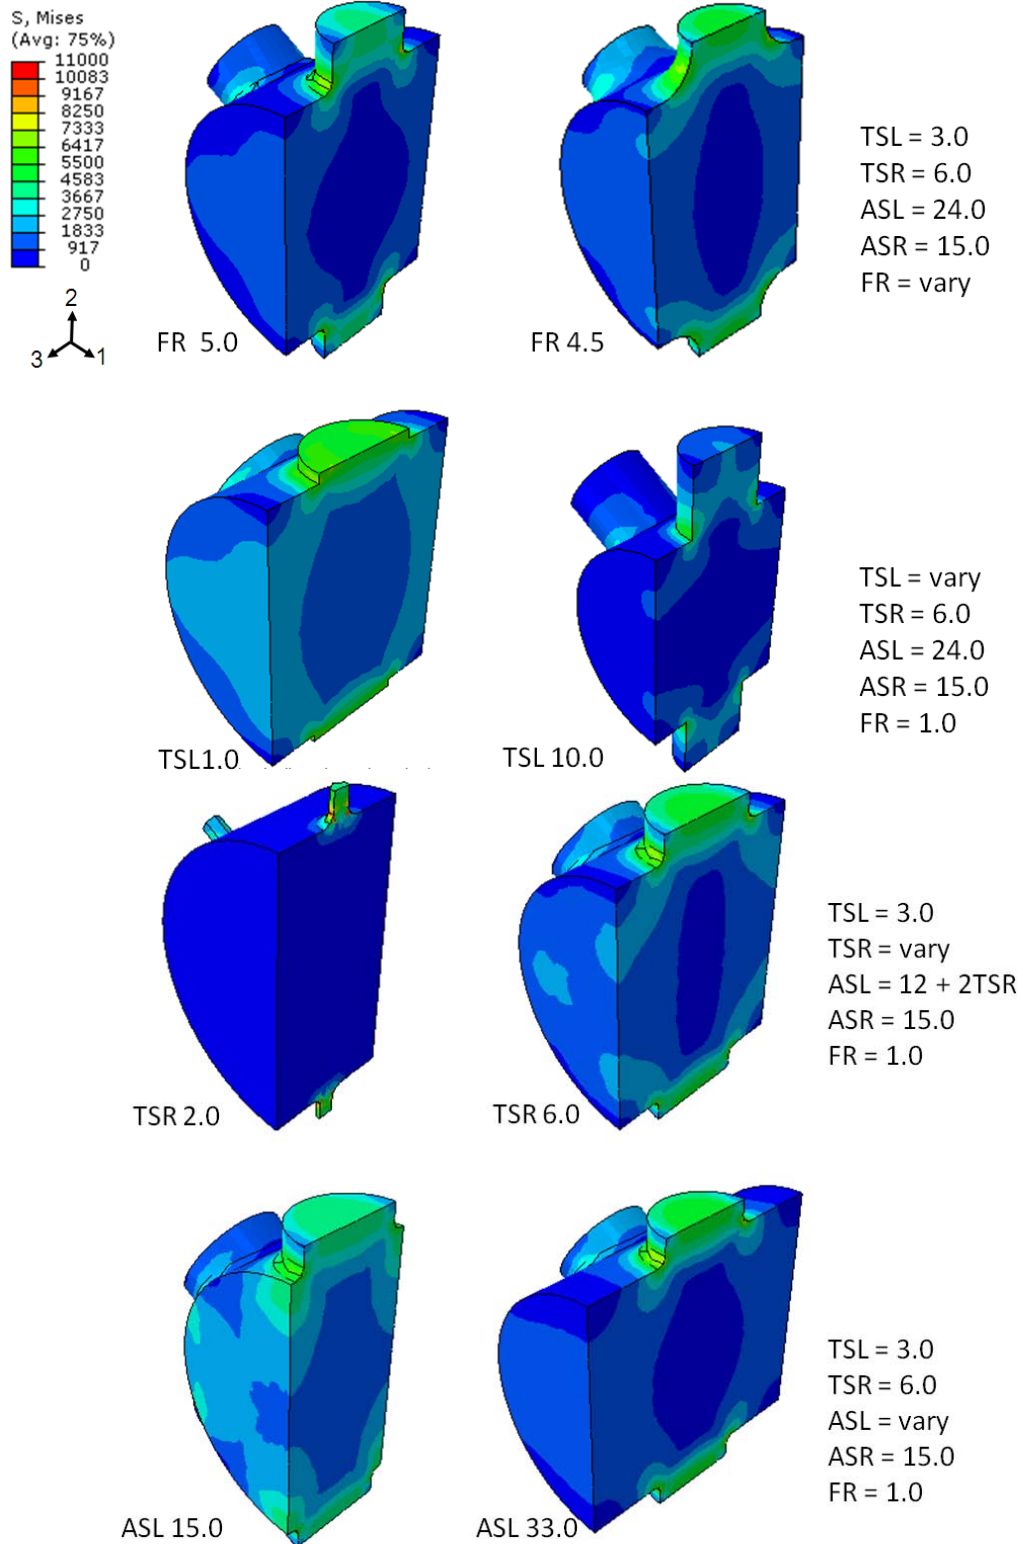 S, Mises
(Avg: 75%)
11000
10083
9167
8250
7333
6417
5500
4583
3667
2750
1833
917
0
2
3
1
FR 5.0
FR 4.5
TSL = 3.0
TSR = 6.0
ASL = 24.0
ASR = 15.0
FR = vary
TSL1.0
TSL 10.0
TSL = vary
TSR = 6.0
ASL = 24.0
ASR = 15.0
FR = 1.0
TSR 2.0
TSR 6.0
TSL = 3.0
TSR = vary
ASL = 12 + 2TSR
ASR = 15.0
FR = 1.0
ASL 15.0
ASL 33.0
TSL = 3.0
TSR = 6.0
ASL = vary
ASR = 15.0
FR = 1.0